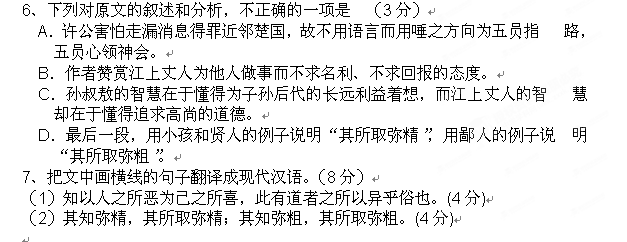 6、下列对原文的叙述和分析，不正确的一项是 （3分）
A．许公害怕走漏消息得罪近邻楚国，故不用语言而用唾之方向为五员指 路，
五员心领神会。
B．作者赞赏江上丈人为他人做事而不求名利、不求回报的态度。
C．孙叔敖的智慧在于懂得为子孙后代的长远利益着想，而江上丈人的智 慧
却在于懂得追求高尚的道德。
D．最后一段，用小孩和贤人的例子说明“其所取弥精”；用鄙人的例子说 明
“其所取弥粗”。
7、把文中画横线的句子翻译成现代汉语。（8分）
（1）知以人之所恶为己之所喜，此有道者之所以异乎俗也。(4分)
（2）其知弥精，其所取弥精；其知弥粗，其所取弥粗。(4分)